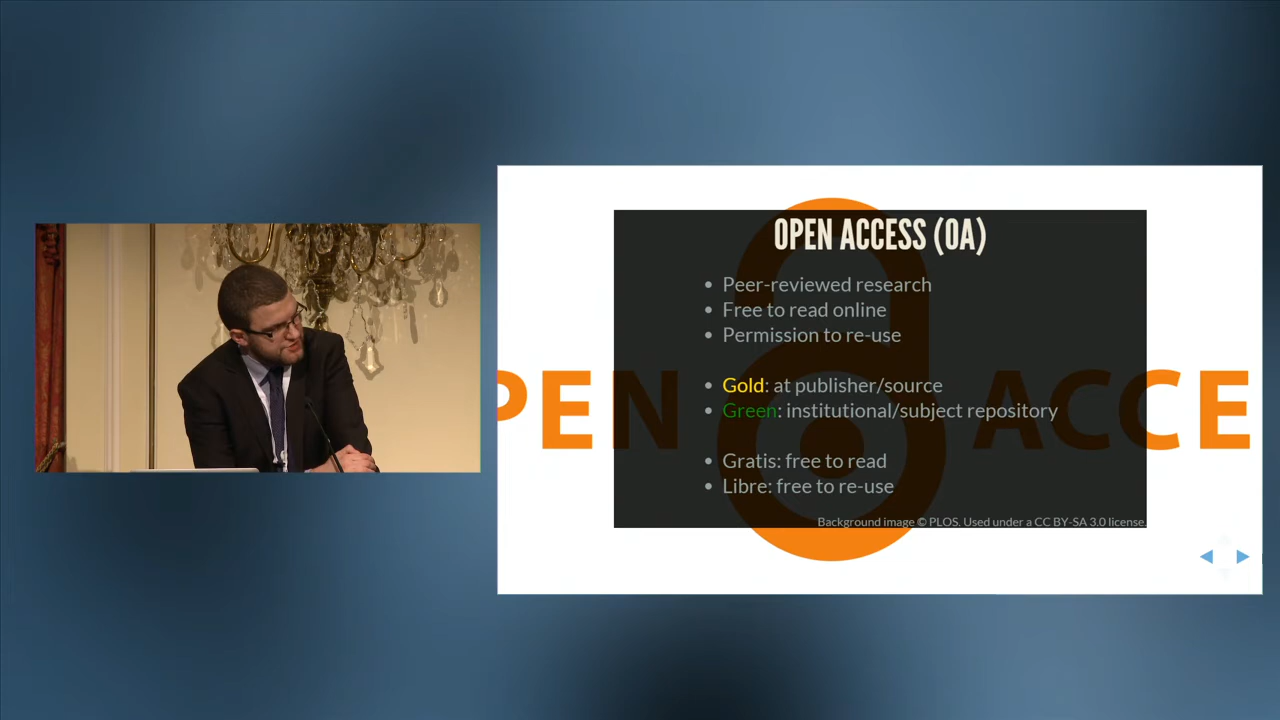 OPEN ACCESS (OA)
Peer-reviewed research
Free to read online
Permission to re-use
Gold: at publisher/source
Green: institutional/subject repository
PEN ACCE
Gratis: free to read
Libre: free to re-use
Background image © PLOS. Used under a CC BY-SA 3.0 license.